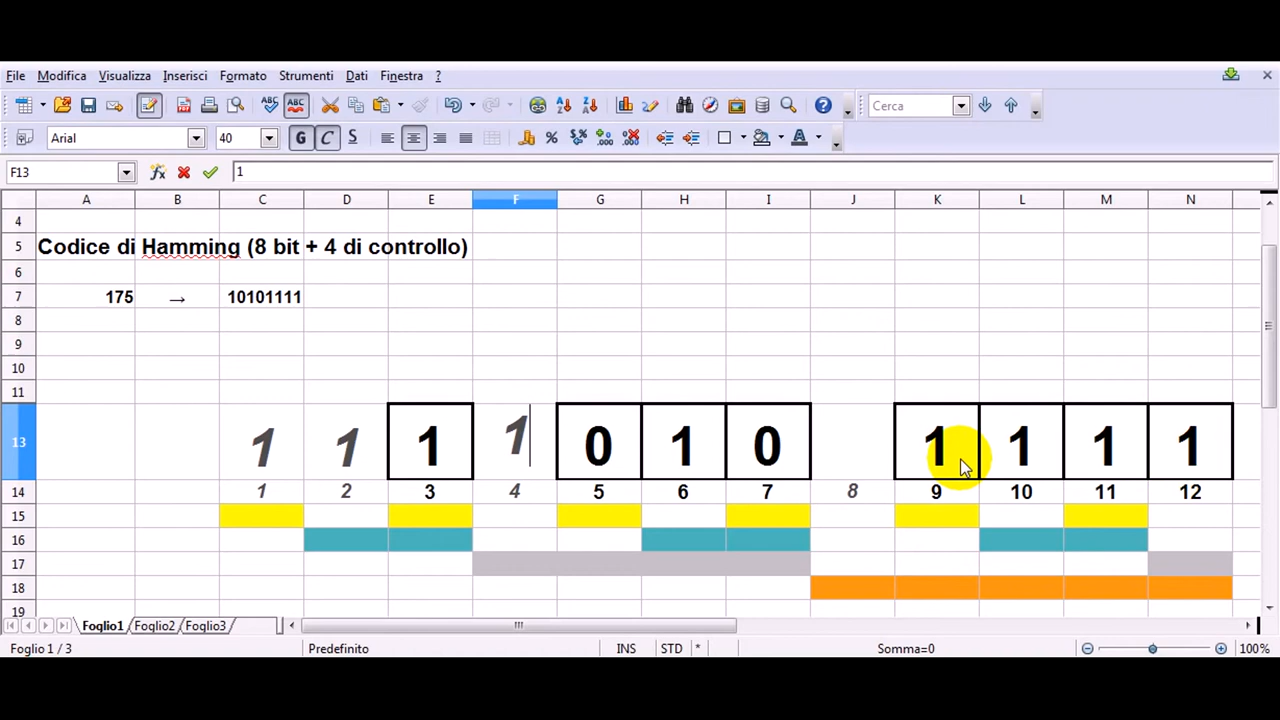 File Modifica Visualizza Inserisci Formato Strumenti Dati Finestra ?
ABC ABC Cerca
Arial 40 G C S
F13 1
A B C D E F G H I J K L M N
4
5 Codice di Hamming (8 bit + 4 di controllo)
6
7 175 → 10101111
8
9
10
11
13 1 1 1 1 0 1 0 1 1 1 1
14 1 2 3 4 5 6 7 8 9 10 11 12
15
16
17
18
19
Foglio1 Foglio2 Foglio3
Foglio 1 / 3 Predefinito INS STD * Somma=0 100%